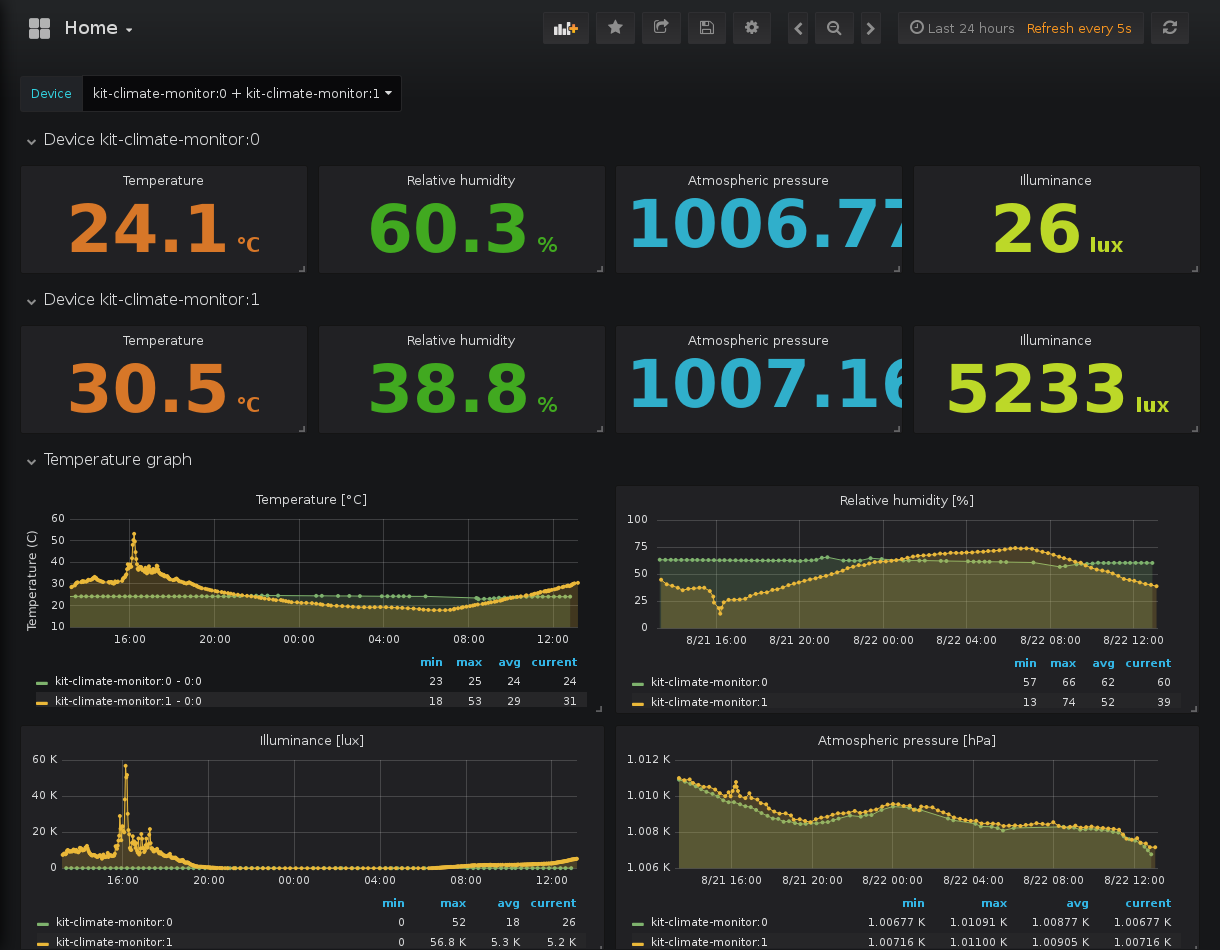 Home
Last 24 hours Refresh every 5s
Device kit-climate-monitor:0 + kit-climate-monitor:1
Device kit-climate-monitor:0
Temperature Relative humidity Atmospheric pressure Illuminance
24.1 °C 60.3 % 1006.77 26 lux
Device kit-climate-monitor:1
Temperature Relative humidity Atmospheric pressure Illuminance
30.5 °C 38.8 % 1007.16 5233 lux
Temperature graph
Temperature [°C]
Temperature (C)
60
50
40
30
20
10
16:00 20:00 00:00 04:00 08:00 12:00
min max avg current
kit-climate-monitor:0 - 0:0 23 25 24 24
kit-climate-monitor:1 - 0:0 18 53 29 31
Relative humidity [%]
100
75
50
25
0
8/21 16:00 8/21 20:00 8/22 00:00 8/22 04:00 8/22 08:00 8/22 12:00
min max avg current
kit-climate-monitor:0 57 66 62 60
kit-climate-monitor:1 13 74 52 39
Illuminance [lux]
60 K
40 K
20 K
0
16:00 20:00 00:00 04:00 08:00 12:00
min max avg current
kit-climate-monitor:0 0 52 18 26
kit-climate-monitor:1 0 56.8 K 5.3 K 5.2 K
Atmospheric pressure [hPa]
1.012 K
1.010 K
1.008 K
1.006 K
8/21 16:00 8/21 20:00 8/22 00:00 8/22 04:00 8/22 08:00 8/22 12:00
min max avg current
kit-climate-monitor:0 1.00677 K 1.01091 K 1.00877 K 1.00677 K
kit-climate-monitor:1 1.00716 K 1.01100 K 1.00905 K 1.00716 K